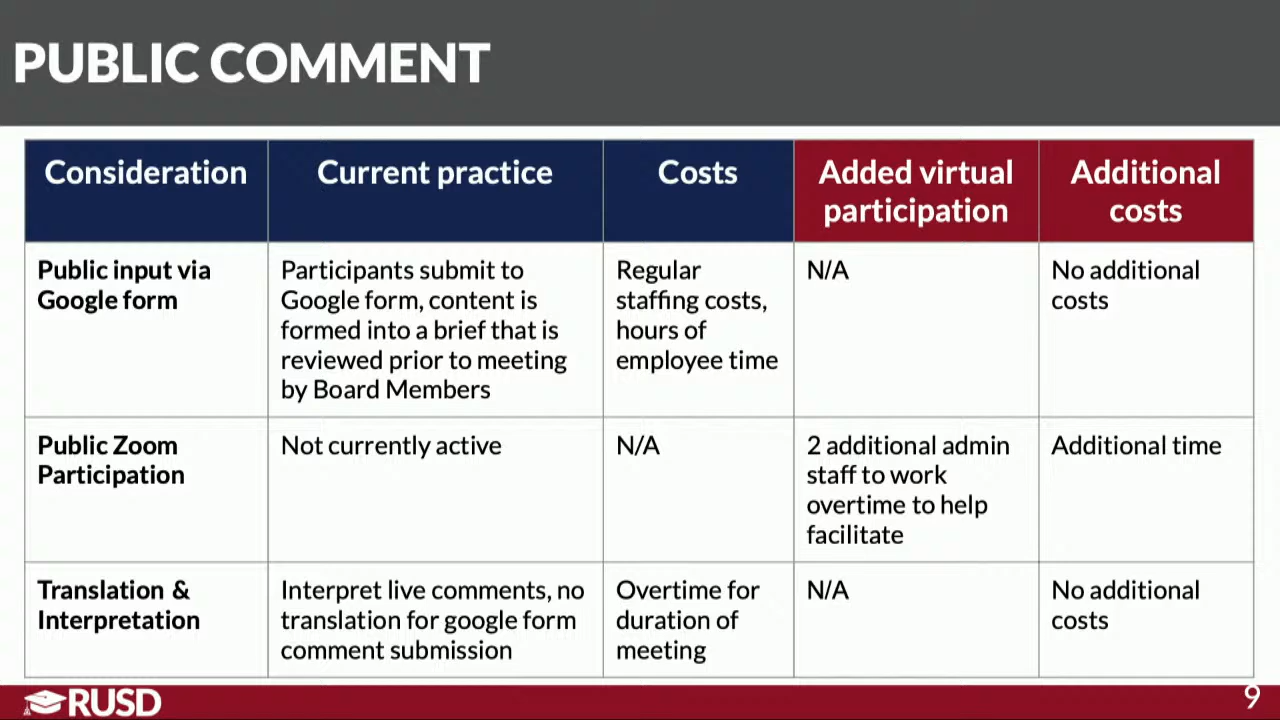 PUBLIC COMMENT
Consideration
Current practice
Costs
Added virtual
participation
Additional
costs
Public input via
Google form
Participants submit to
Google form, content is
formed into a brief that is
reviewed prior to meeting
by Board Members
Regular
staffing costs,
hours of
employee time
N/A
No additional
costs
Public Zoom
Participation
Not currently active
N/A
2 additional admin
staff to work
overtime to help
facilitate
Additional time
Translation &
Interpretation
Interpret live comments, no
translation for google form
comment submission
Overtime for
duration of
meeting
N/A
No additional
costs
RUSD
9